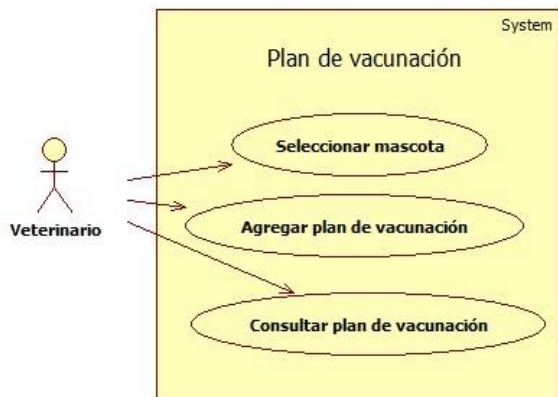 System
Plan de vacunación
Seleccionar mascota
Veterinario
Agregar plan de vacunación
Consultar plan de vacunación